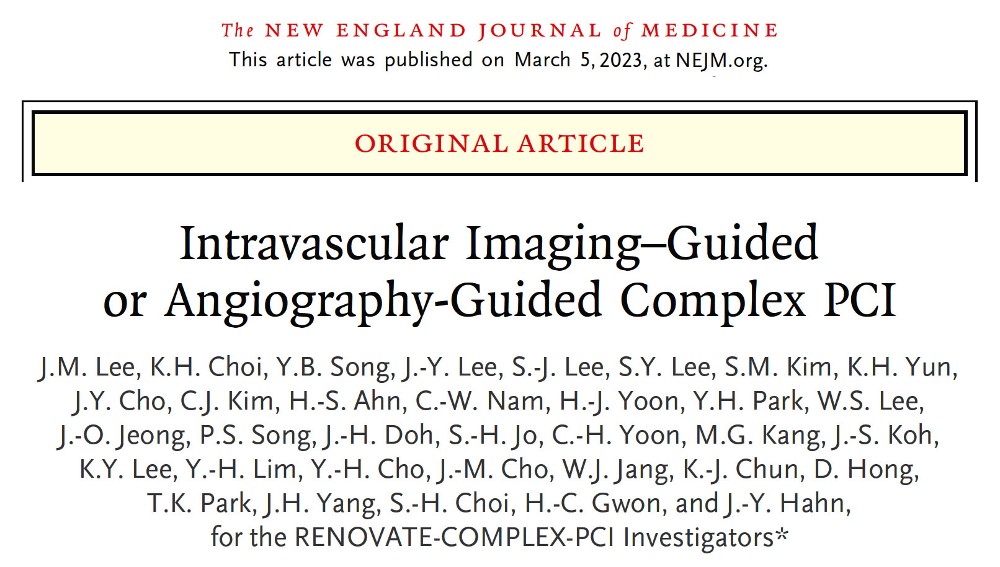 The NEW ENGLAND JOURNAL of MEDICINE
This article was published on March 5, 2023, at NEJM.org.
ORIGINAL ARTICLE
Intravascular Imaging–Guided
or Angiography-Guided Complex PCI
J.M. Lee, K.H. Choi, Y.B. Song, J.-Y. Lee, S.-J. Lee, S.Y. Lee, S.M. Kim, K.H. Yun,
J.Y. Cho, C.J. Kim, H.-S. Ahn, C.-W. Nam, H.-J. Yoon, Y.H. Park, W.S. Lee,
J.-O. Jeong, P.S. Song, J.-H. Doh, S.-H. Jo, C.-H. Yoon, M.G. Kang, J.-S. Koh,
K.Y. Lee, Y.-H. Lim, Y.-H. Cho, J.-M. Cho, W.J. Jang, K.-J. Chun, D. Hong,
T.K. Park, J.H. Yang, S.-H. Choi, H.-C. Gwon, and J.-Y. Hahn,
for the RENOVATE-COMPLEX-PCI Investigators*